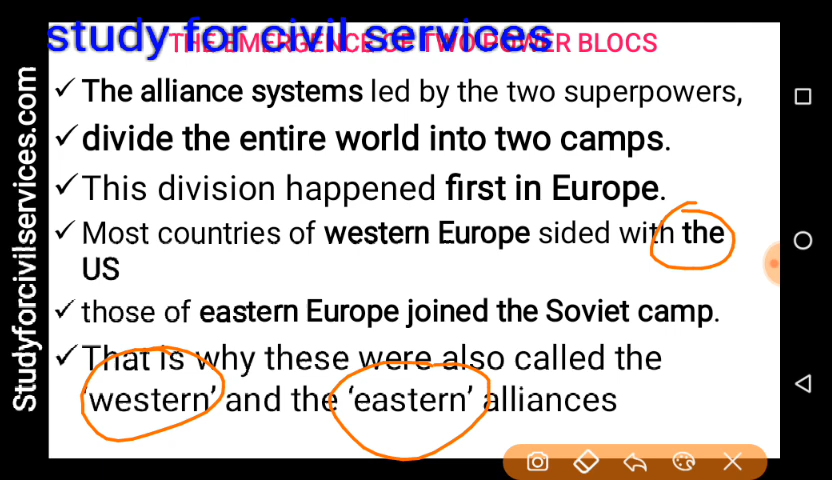 study for civil services
THE EMERGENCE OF TWO POWER BLOCS
✓ The alliance systems led by the two superpowers,
✓ divide the entire world into two camps.
✓ This division happened first in Europe.
✓ Most countries of western Europe sided with the
US
✓ those of eastern Europe joined the Soviet camp.
✓ That is why these were also called the
‘western’ and the ‘eastern’ alliances
Studyforcivilservices.com